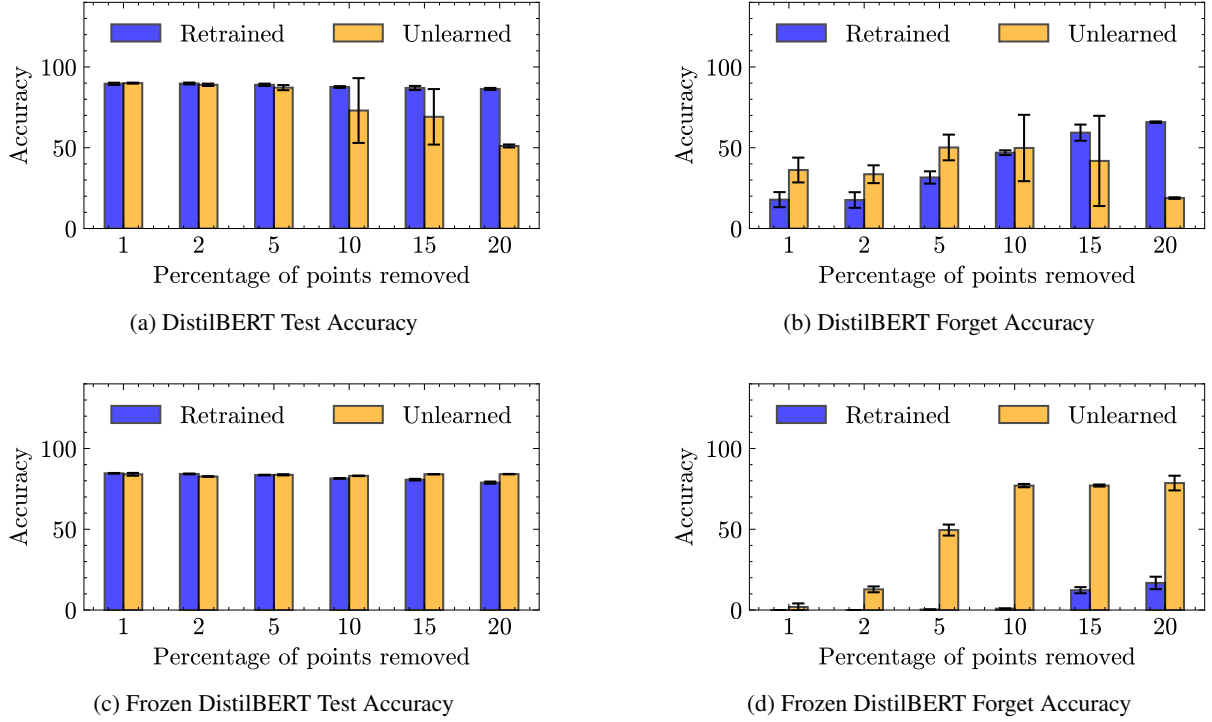 Retrained Unlearned
100
50
0
Accuracy
1 2 5 10 15 20
Percentage of points removed
(a) DistilBERT Test Accuracy
Retrained Unlearned
100
50
0
Accuracy
1 2 5 10 15 20
Percentage of points removed
(b) DistilBERT Forget Accuracy
Retrained Unlearned
100
50
0
Accuracy
1 2 5 10 15 20
Percentage of points removed
(c) Frozen DistilBERT Test Accuracy
Retrained Unlearned
100
50
0
Accuracy
1 2 5 10 15 20
Percentage of points removed
(d) Frozen DistilBERT Forget Accuracy